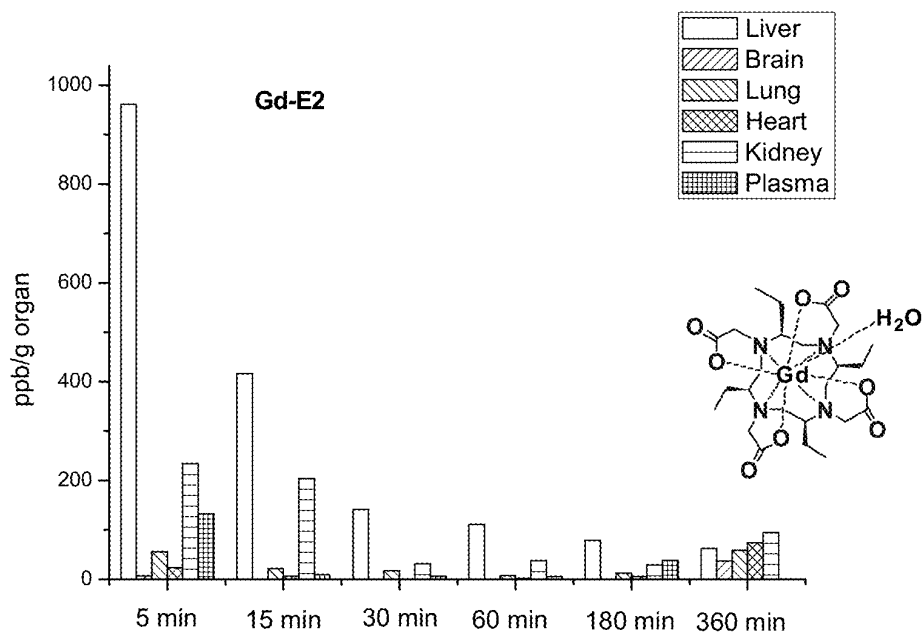 Liver
Brain
Lung
Heart
Kidney
Plasma
Gd-E2
1000
800
600
400
200
0
ppb/g organ
5 min
15 min
30 min
60 min
180 min
360 min
O
O
H₂O
O
O
N
N
Gd
O
N
N
O
O
O